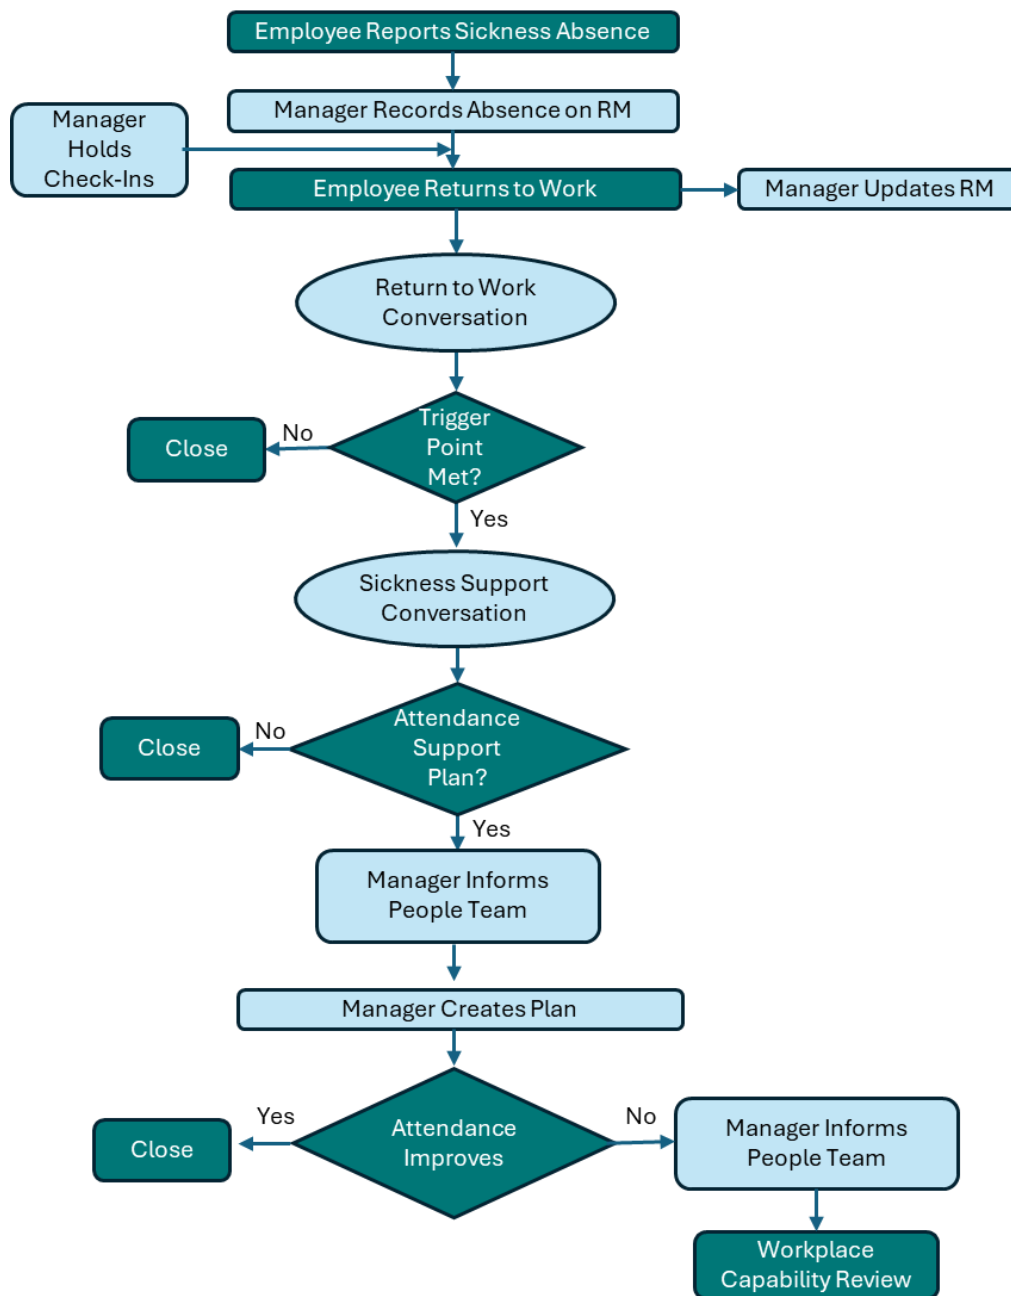 Employee Reports Sickness Absence
Manager Records Absence on RM
Manager
Holds
Check-Ins
Employee Returns to Work
Manager Updates RM
Return to Work
Conversation
Trigger
Point
Met?
No
Close
Yes
Sickness Support
Conversation
Attendance
Support
Plan?
No
Close
Yes
Manager Informs
People Team
Manager Creates Plan
Attendance
Improves
Yes
Close
No
Manager Informs
People Team
Workplace
Capability Review